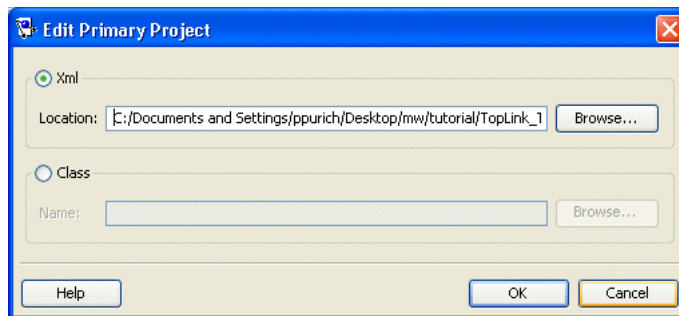 Edit Primary Project
Xml
Location: C:/Documents and Settings/ppurich/Desktop/mw/tutorial/TopLink_ Browse...
Class
Name: Browse...
Help OK Cancel